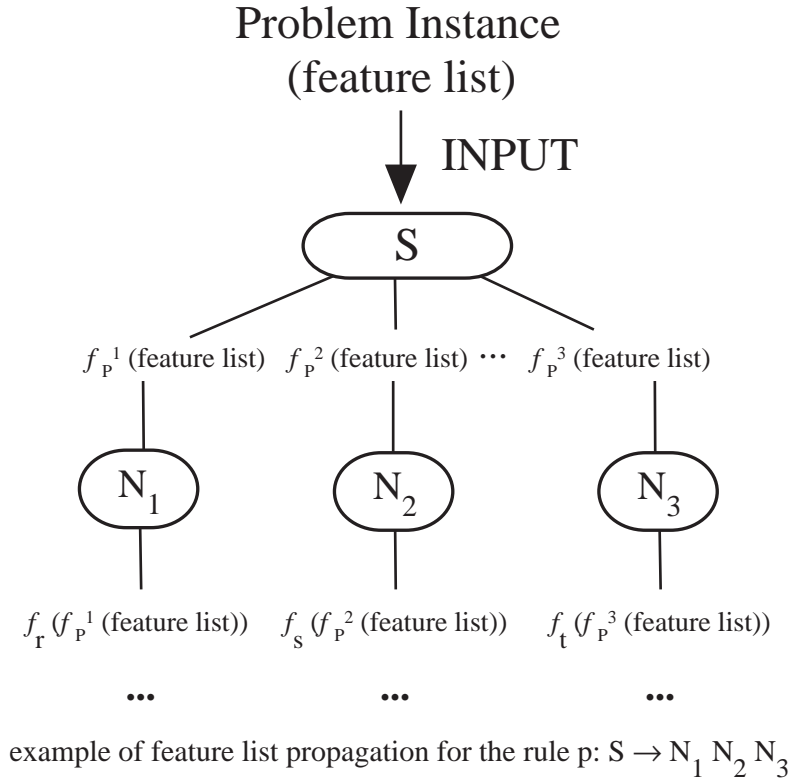 Problem Instance
(feature list)
INPUT
S
f_P^1 (feature list) f_P^2 (feature list) ··· f_P^3 (feature list)
N_1 N_2 N_3
f_r (f_P^1 (feature list)) f_s (f_P^2 (feature list)) f_t (f_P^3 (feature list))
... ... ...
example of feature list propagation for the rule p: S → N_1 N_2 N_3